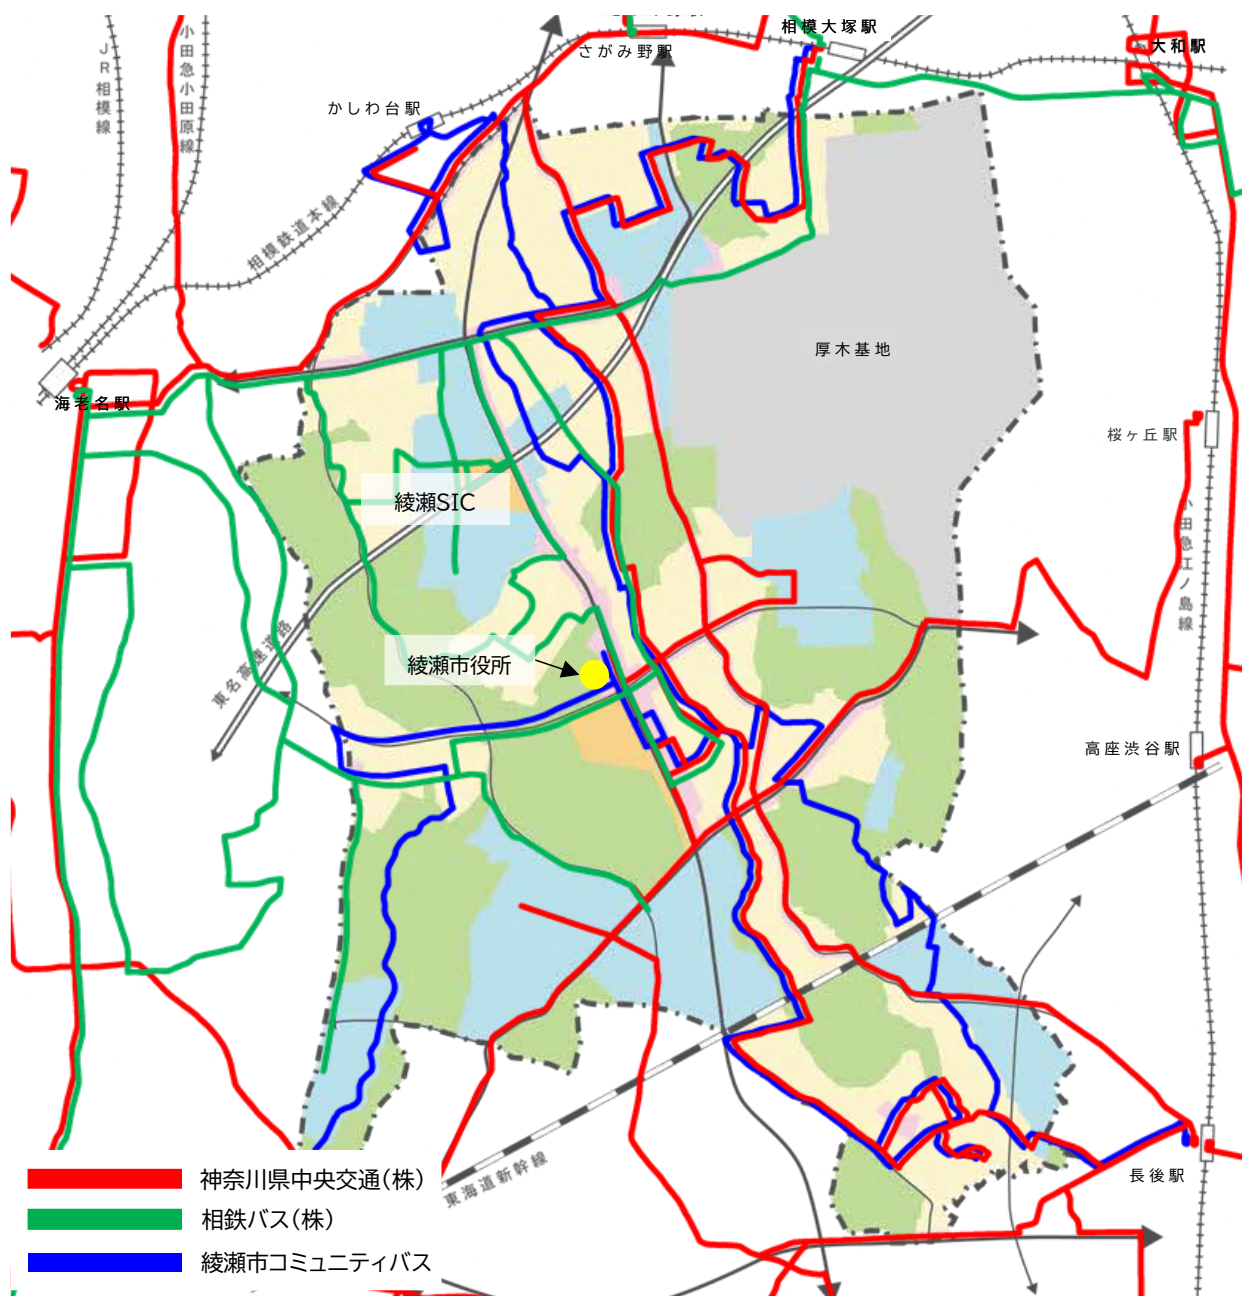 さがみ野駅
相模大塚駅
大和駅
小田急小田原線
JR相模線
かしわ台駅
相模鉄道本線
厚木基地
海老名駅
桜ヶ丘駅
綾瀬SIC
小田急江ノ島線
東名高速道路
綾瀬市役所
高座渋谷駅
長後駅
東海道新幹線
神奈川県中央交通(株)
相鉄バス(株)
綾瀬市コミュニティバス